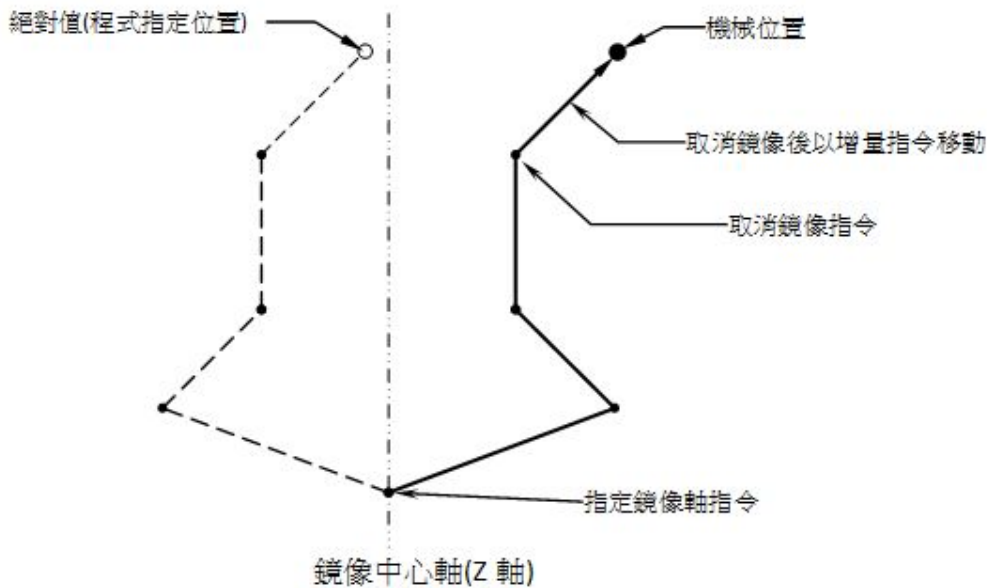 絕對值(程式指定位置)
機械位置
取消鏡像後以增量指令移動
取消鏡像指令
指定鏡像軸指令
鏡像中心軸(Z 軸)